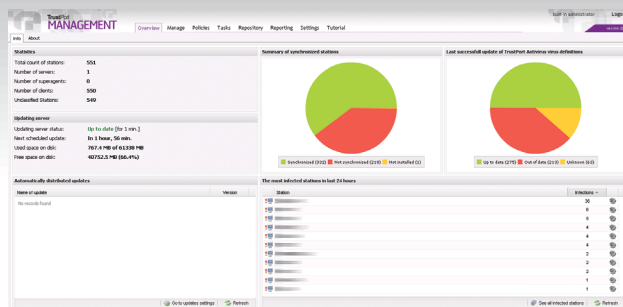 TrustPort
MANAGEMENT
Overview Manage Policies Tasks Repository Reporting Settings Tutorial
built-in administrator Logo
Info About
Statistics
Total count of stations: 551
Number of servers: 1
Number of superagents: 0
Number of clients: 550
Unclassified Stations: 549
Updating server
Updating server status: Up to date [for 1 min.]
Next scheduled update: In 1 hour, 56 min.
Used space on disk: 767.4 MB of 61338 MB
Free space on disk: 40752.5 MB (66.4%)
Summary of synchronized stations
Synchronized (332) Not synchronized (218) Not installed (1)
Last successfull update of TrustPort Antivirus virus definitions
Up to date (275) Out of date (213) Unknown (63)
Automatically distributed updates
Name of update Version
No records found
Go to updates settings Refresh
The most infected stations in last 24 hours
Station Infections
36
8
5
4
4
4
2
2
2
1
1
See all infected stations Refresh